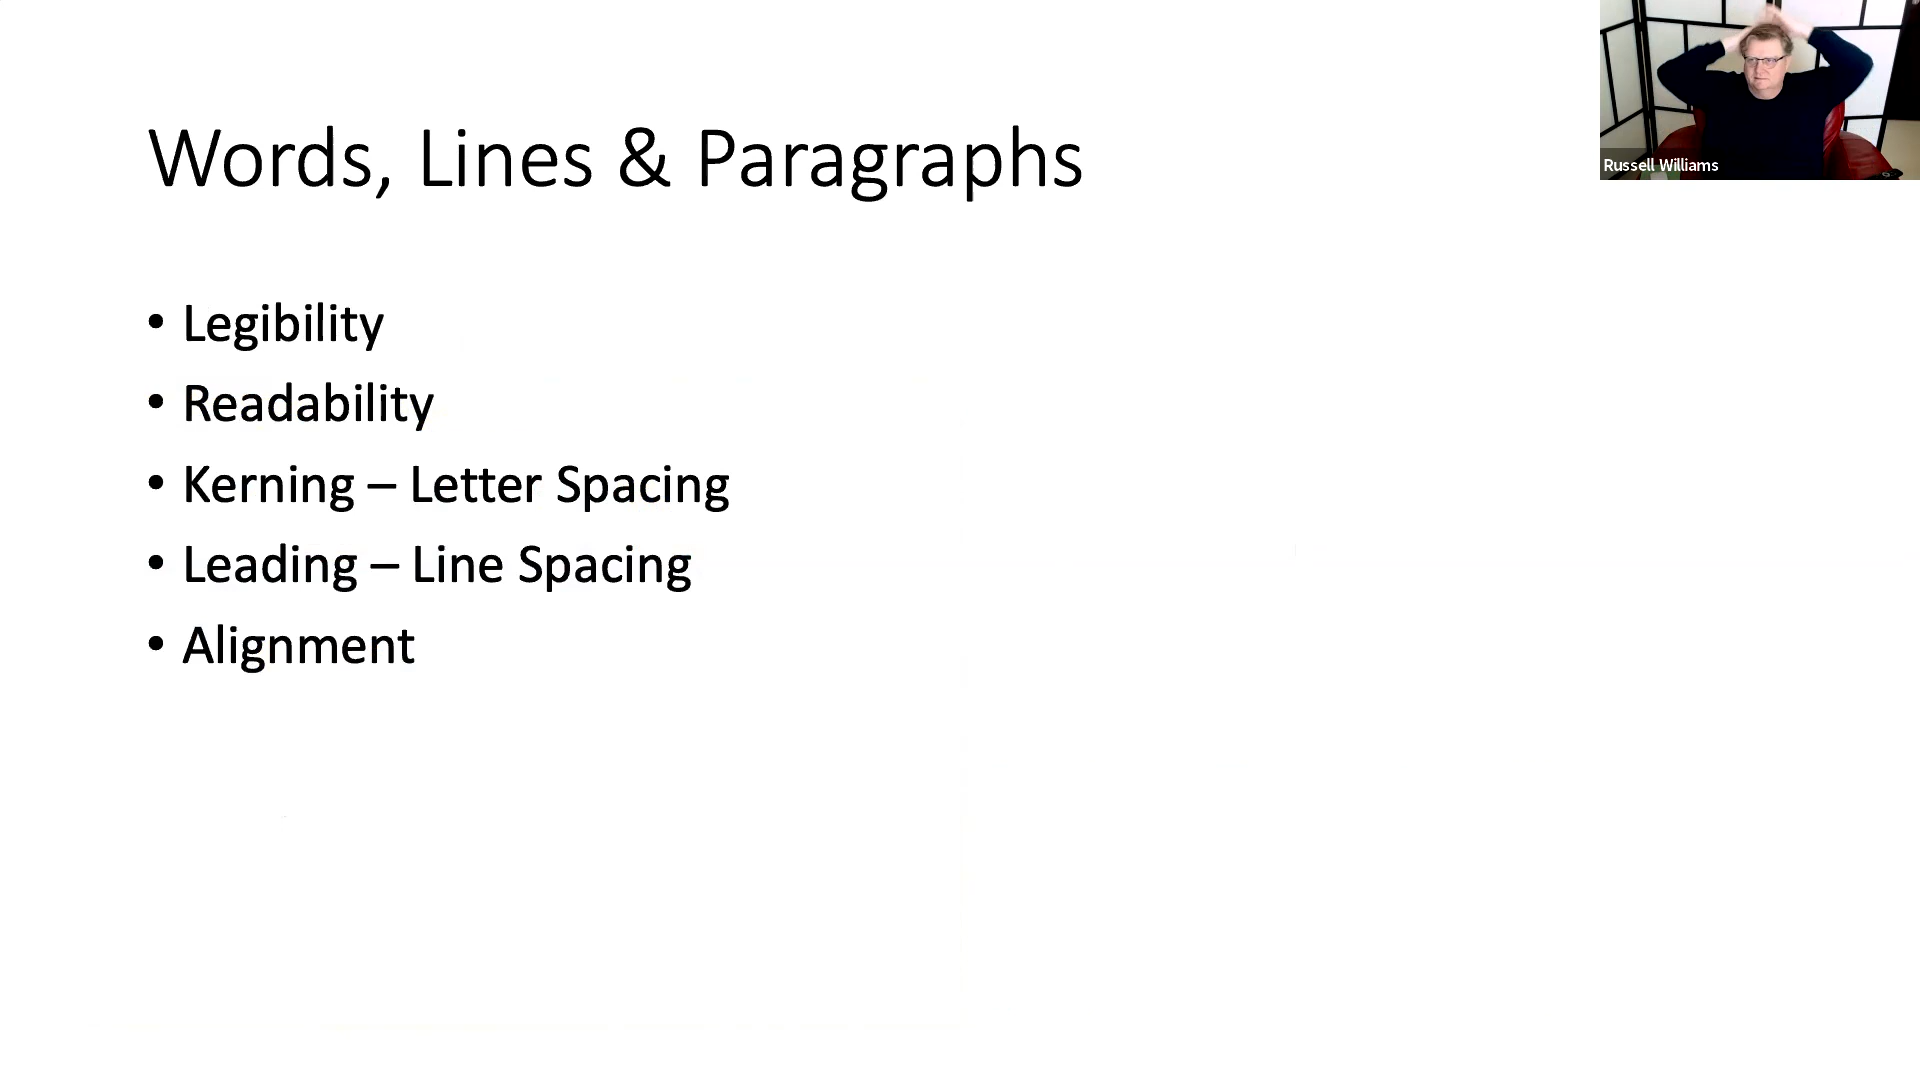 Words, Lines & Paragraphs
• Legibility
• Readability
• Kerning – Letter Spacing
• Leading – Line Spacing
• Alignment
Russell Williams